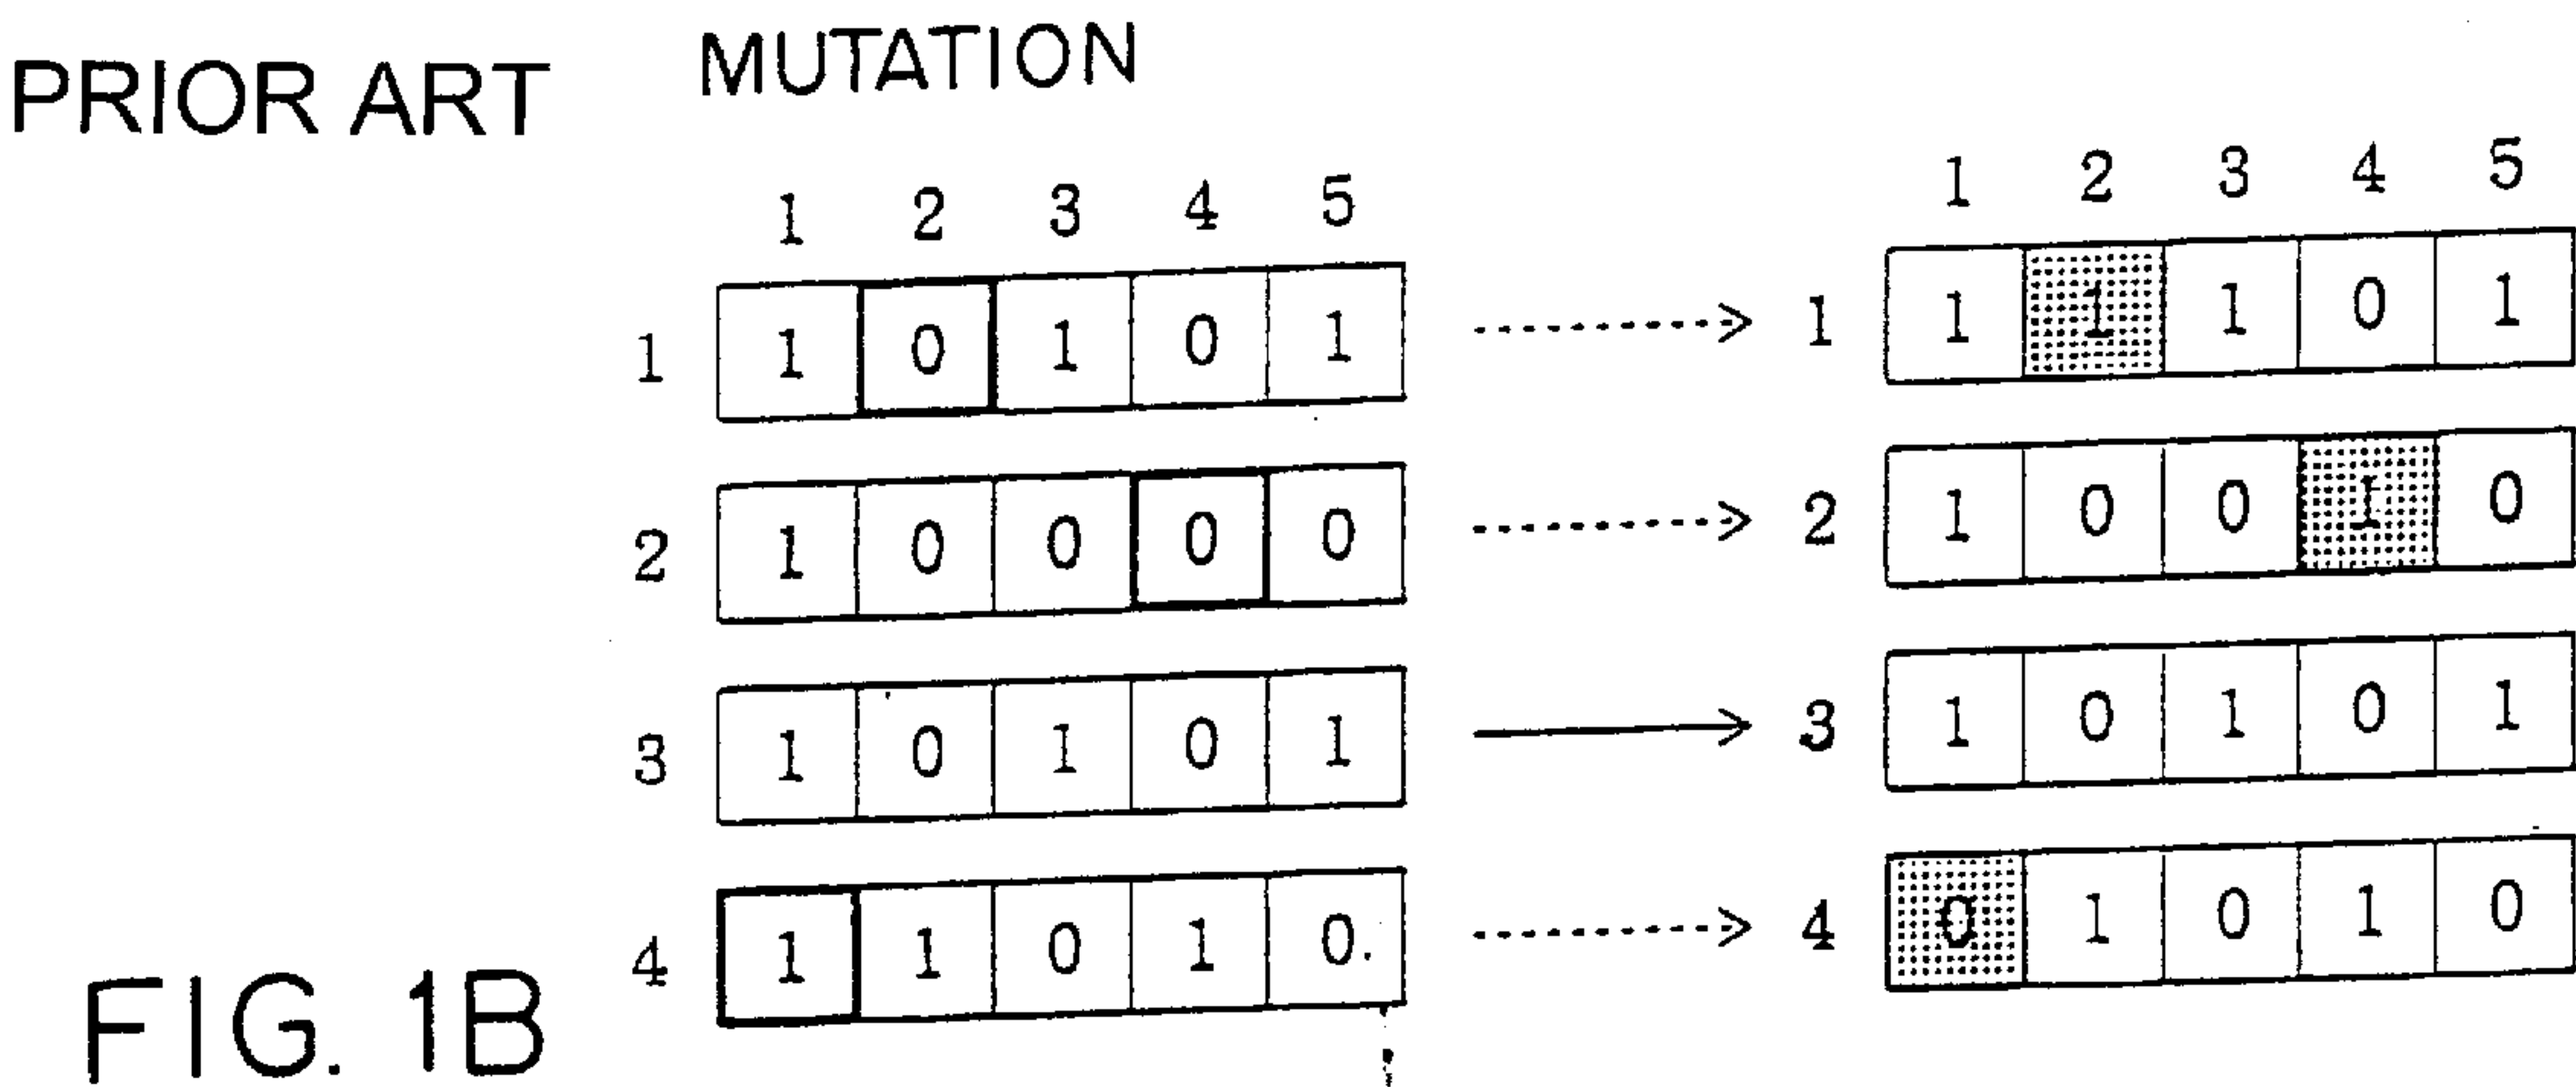 PRIOR ART
MUTATION
1 2 3 4 5 1 2 3 4 5
1 1 0 1 0 1 1 1 1 1 0 1
2 1 0 0 0 0 2 1 0 0 1 0
3 1 0 1 0 1 3 1 0 1 0 1
4 1 1 0 1 0 4 0 1 0 1 0
FIG. 1B